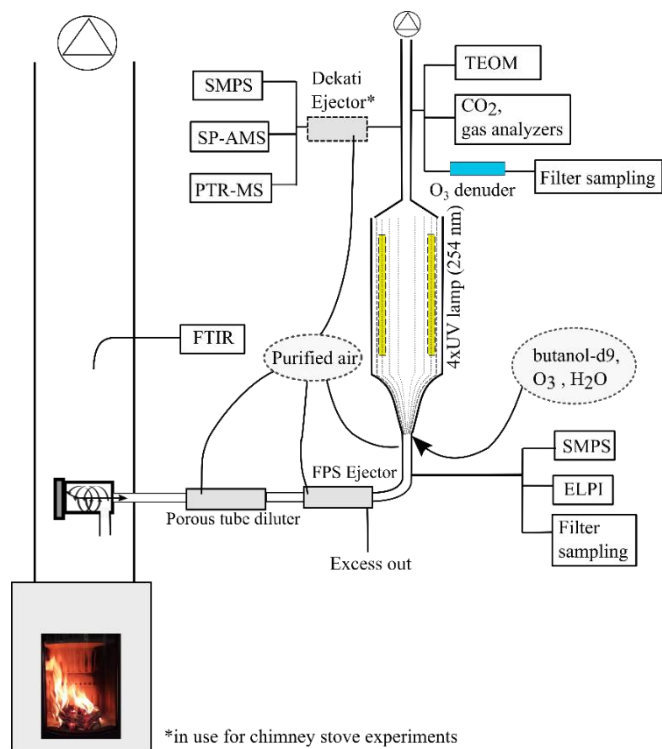 TEOM
Dekati
Ejector*
SMPS
CO2,
gas analyzers
SP-AMS
PTR-MS
O3 denuder
Filter sampling
4xUV lamp (254 nm)
FTIR
Purified air
butanol-d9,
O3 , H2O
SMPS
FPS Ejector
ELPI
Porous tube diluter
Filter
sampling
Excess out
*in use for chimney stove experiments